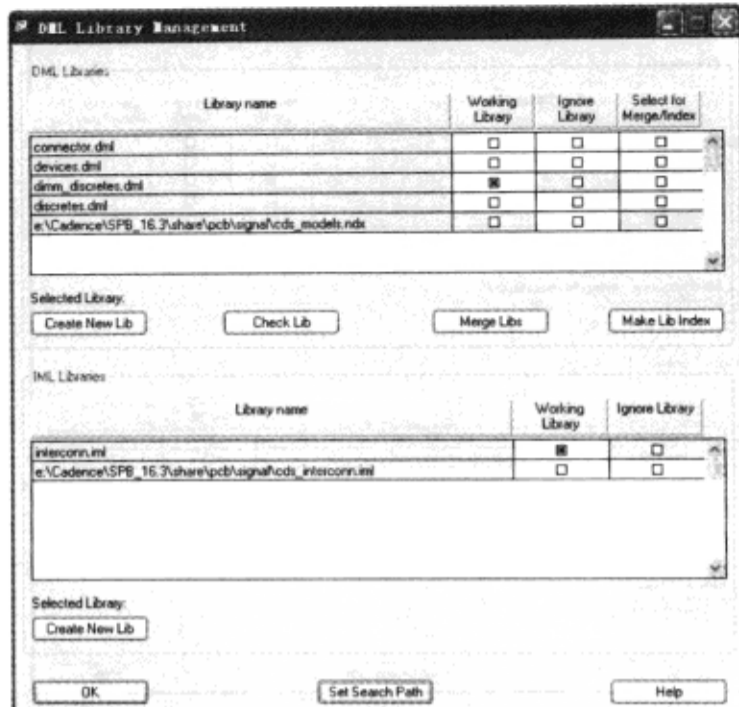 DML Library Management
DML Libraries
Library name Working Library Ignore Library Select for Merge/Index
connector.dml
devices.dml
dimm_discretes.dml
discretes.dml
e:\Cadence\SPB_16.3\share\pcb\signal\cds_models.ndx
Selected Library:
Create New Lib Check Lib Merge Libs Make Lib Index
IML Libraries
Library name Working Library Ignore Library
interconn.iml
e:\Cadence\SPB_16.3\share\pcb\signal\cds_interconn.iml
Selected Library:
Create New Lib
OK Set Search Path Help